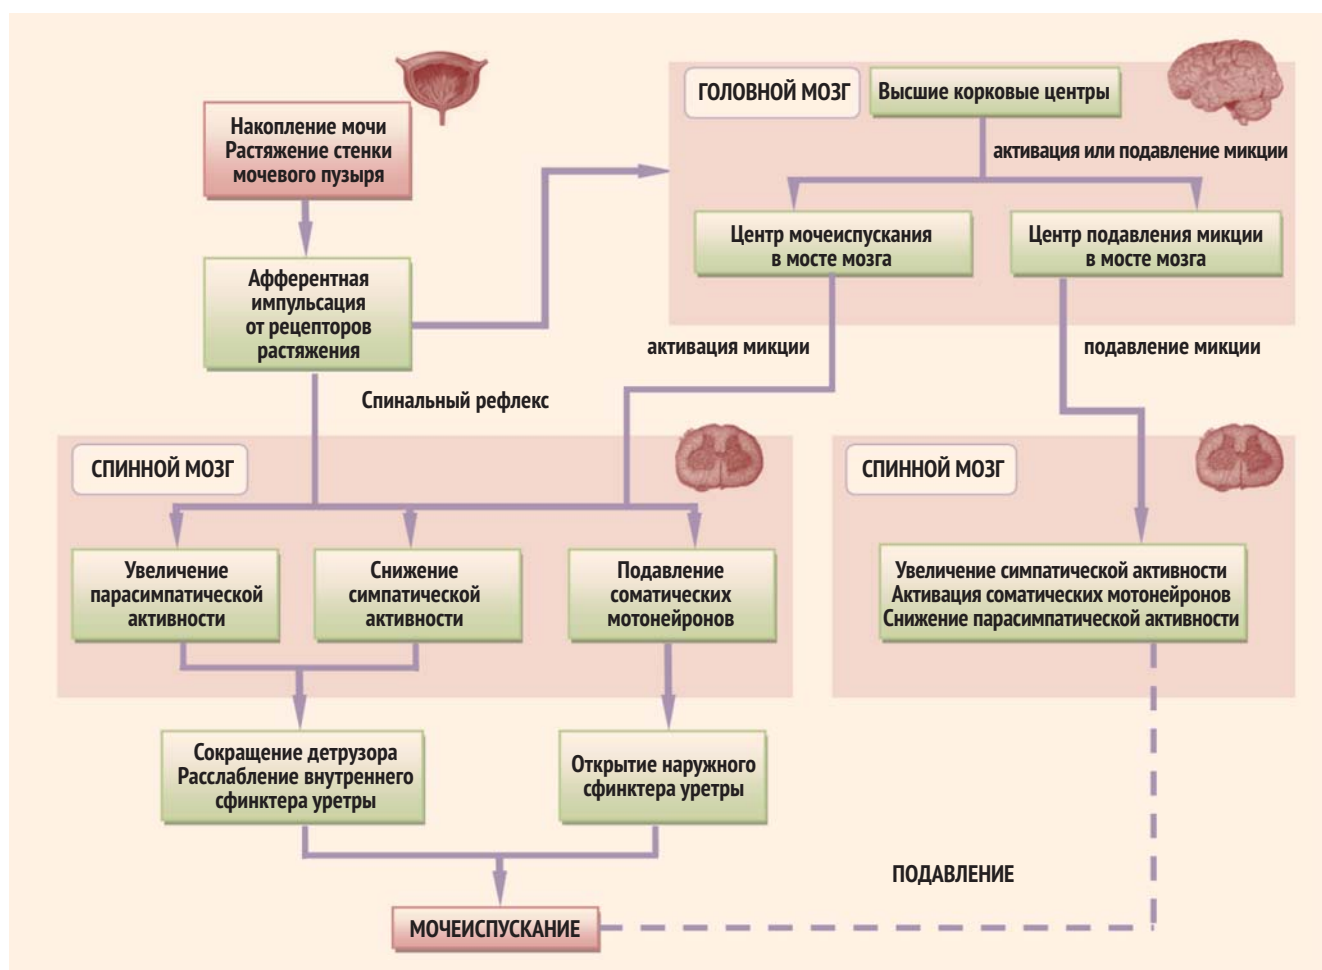 Накопление мочи
Растяжение стенки
мочевого пузыря
ГОЛОВНОЙ МОЗГ
Высшие корковые центры
активация или подавление микции
Центр мочеиспускания
в мосте мозга
Центр подавления микции
в мосте мозга
Афферентная
импульсация
от рецепторов
растяжения
активация микции
подавление микции
Спинальный рефлекс
СПИННОЙ МОЗГ
СПИННОЙ МОЗГ
Увеличение
парасимпатической
активности
Снижение
симпатической
активности
Подавление
соматических
мотонейронов
Увеличение симпатической активности
Активация соматических мотонейронов
Снижение парасимпатической активности
Сокращение детрузора
Расслабление внутреннего
сфинктера уретры
Открытие наружного
сфинктера уретры
ПОДАВЛЕНИЕ
МОЧЕИСПУСКАНИЕ